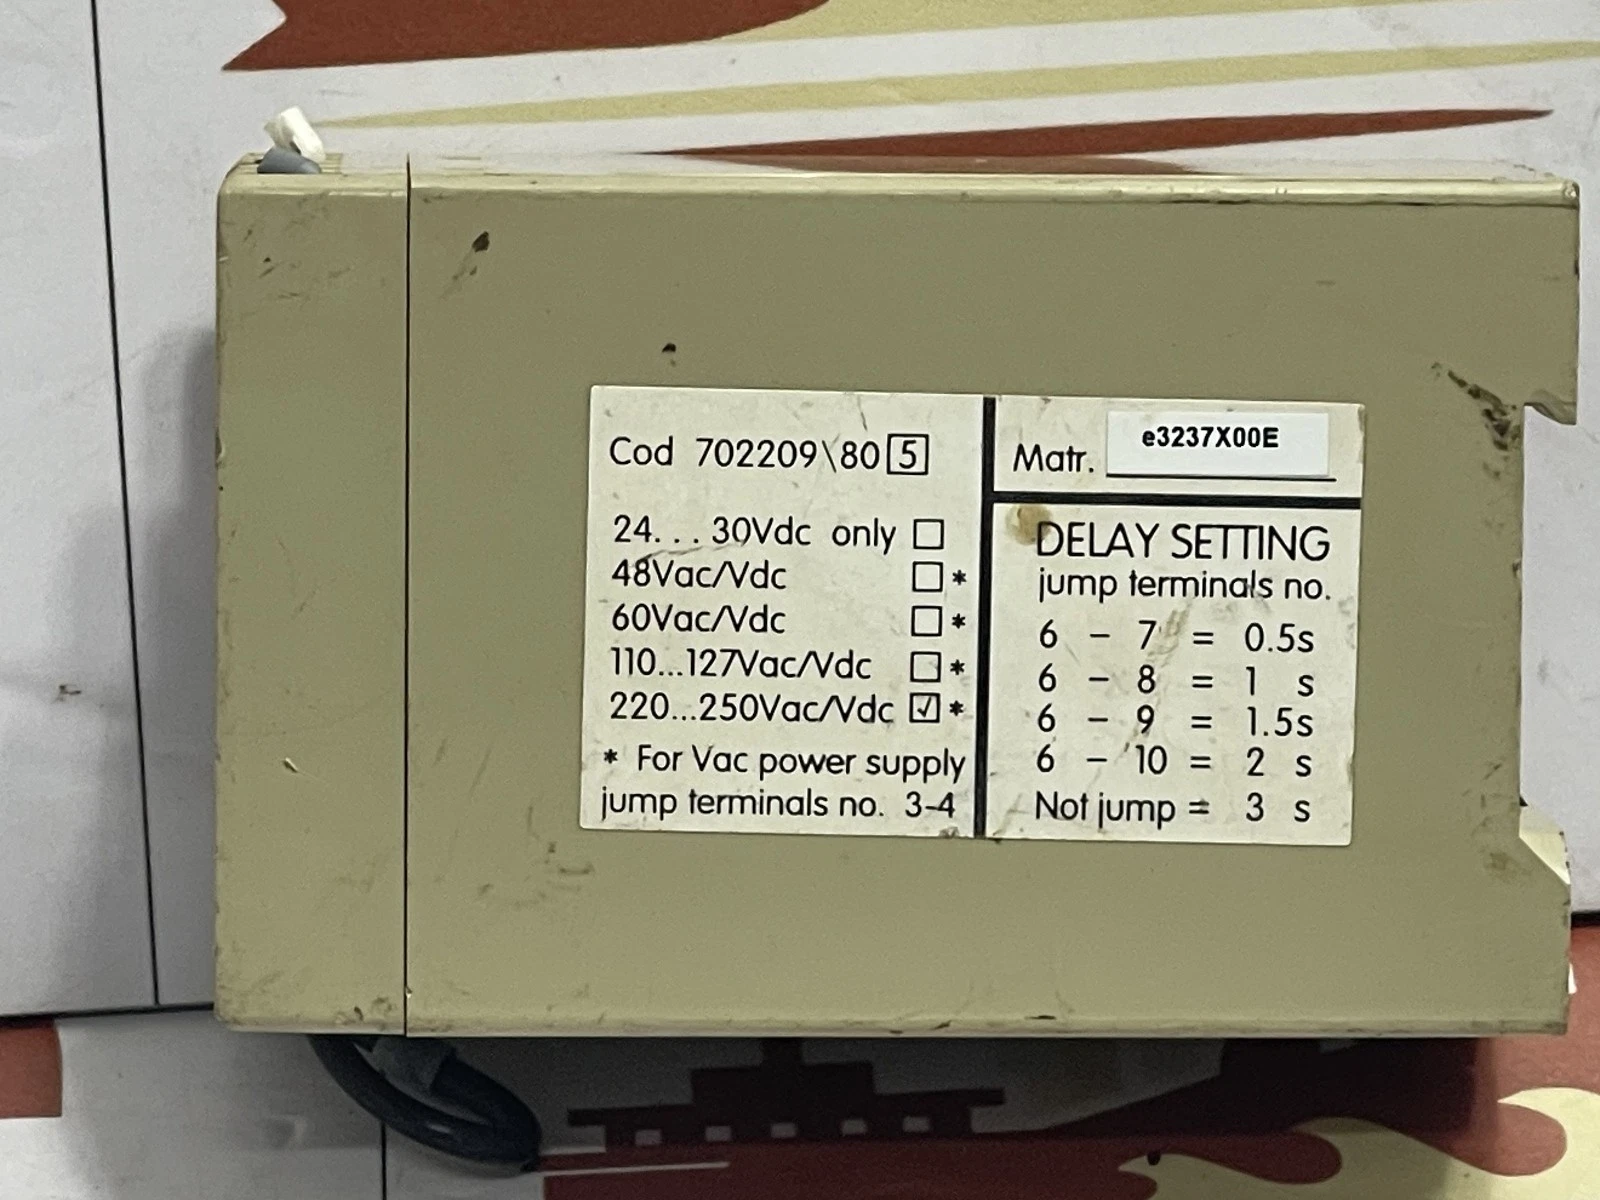 Cod 702209\80 5
24...30Vdc only
48Vac/Vdc *
60Vac/Vdc *
110...127Vac/Vdc *
220...250Vac/Vdc ✓ *
* For Vac power supply
jump terminals no. 3-4
Matr. e3237X00E
DELAY SETTING
jump terminals no.
6 - 7 = 0.5s
6 - 8 = 1 s
6 - 9 = 1.5s
6 - 10 = 2 s
Not jump = 3 s